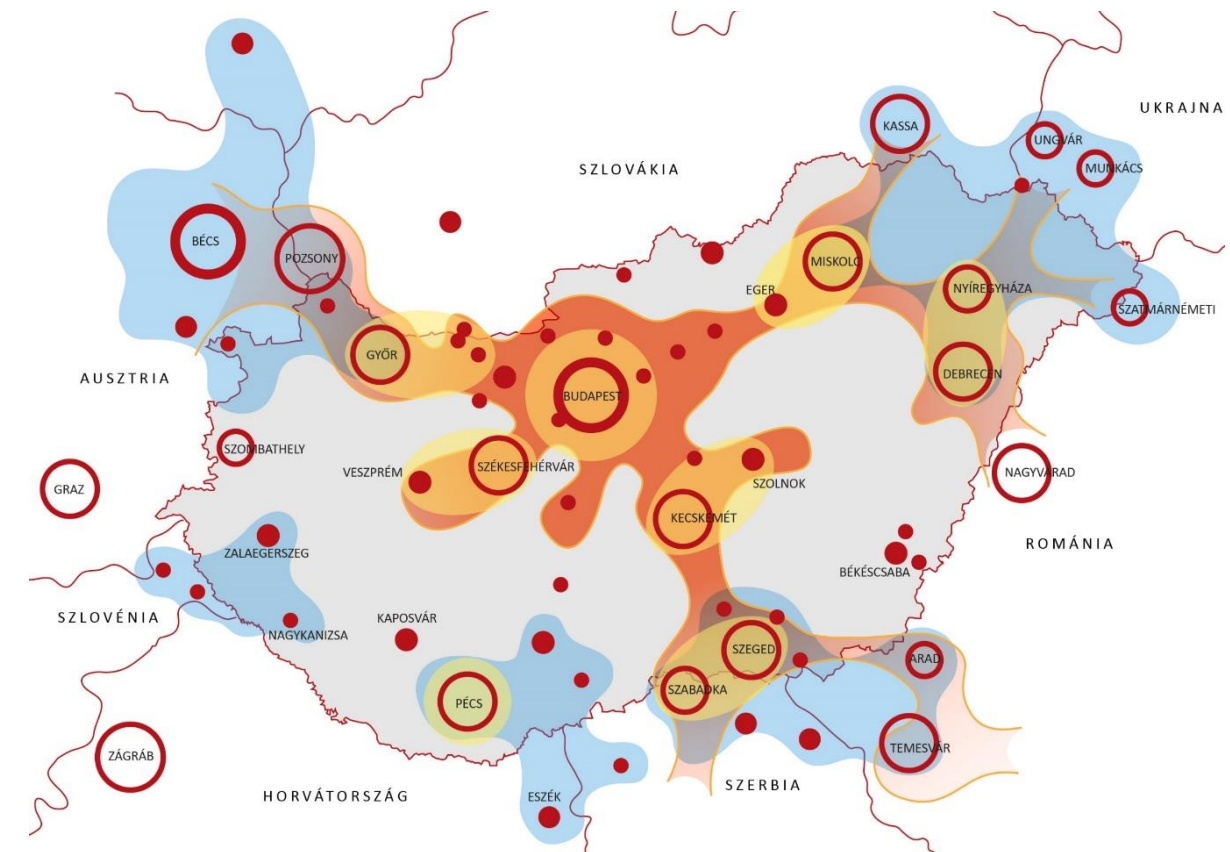 UKRAJNA
KASSA
UNGVÁR
MUNKÁCS
SZLOVÁKIA
BÉCS
POZSONY
MISKOLC
EGER
NYÍREGYHÁZA
SZATMÁRNÉMETI
GYŐR
AUSZTRIA
DEBRECEN
BUDAPEST
SZOMBATHELY
VESZPRÉM
SZÉKESFEHÉRVÁR
SZOLNOK
NAGYVÁRAD
GRAZ
KECSKEMÉT
ROMÁNIA
ZALAEGERSZEG
BÉKÉSCSABA
SZLOVÉNIA
NAGYKANIZSA
KAPOSVÁR
SZEGED
ARAD
SZABADKA
PÉCS
TEMESVÁR
ZÁGRÁB
SZERBIA
HORVÁTORSZÁG
ESZÉK